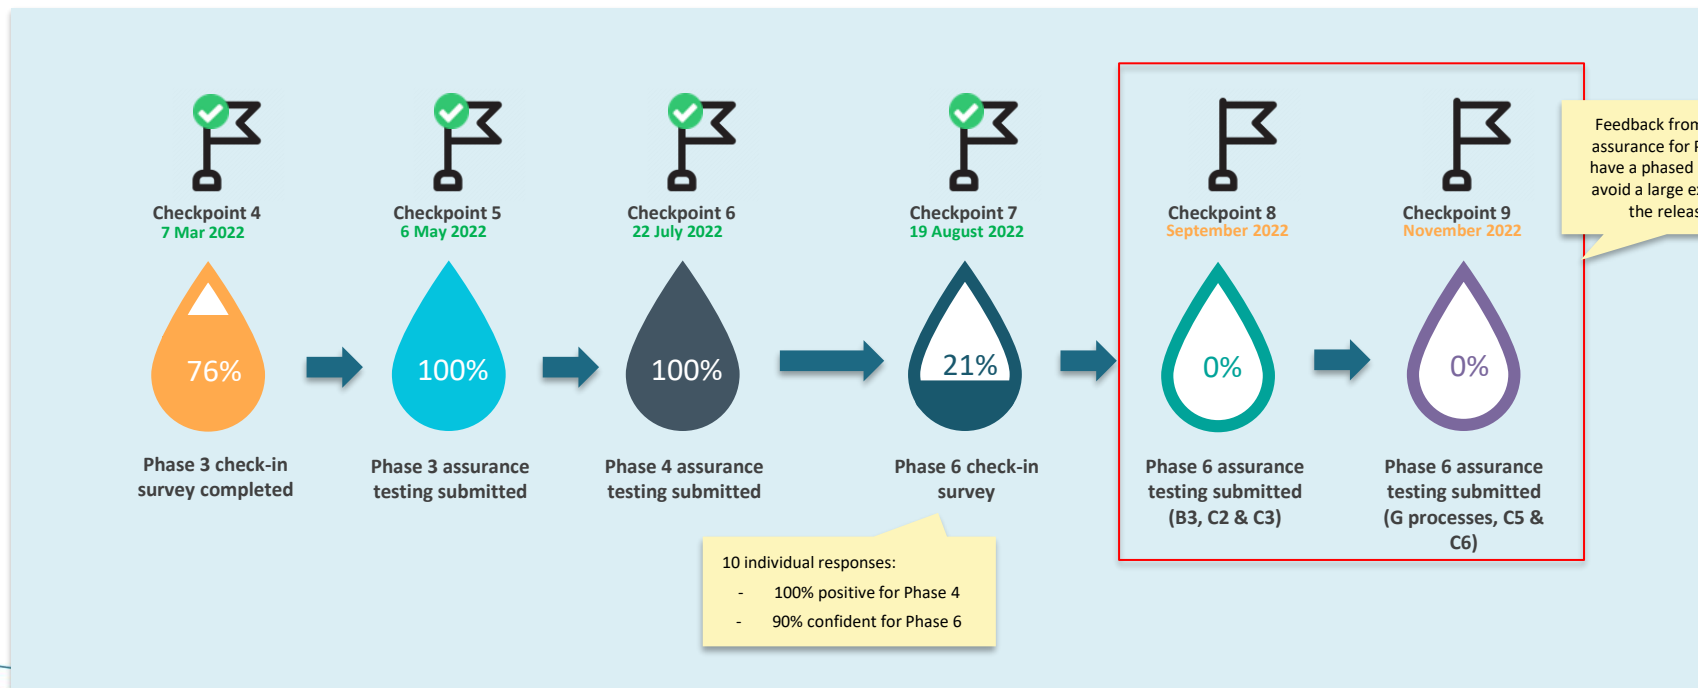 Checkpoint 4
7 Mar 2022
76%
Phase 3 check-in
survey completed
Checkpoint 5
6 May 2022
100%
Phase 3 assurance
testing submitted
Checkpoint 6
22 July 2022
100%
Phase 4 assurance
testing submitted
Checkpoint 7
19 August 2022
21%
Phase 6 check-in
survey
10 individual responses:
- 100% positive for Phase 4
- 90% confident for Phase 6
Checkpoint 8
September 2022
0%
Phase 6 assurance
testing submitted
(B3, C2 & C3)
Checkpoint 9
November 2022
0%
Phase 6 assurance
testing submitted
(G processes, C5 &
C6)
Feedback from
assurance for
have a phased
avoid a large
the